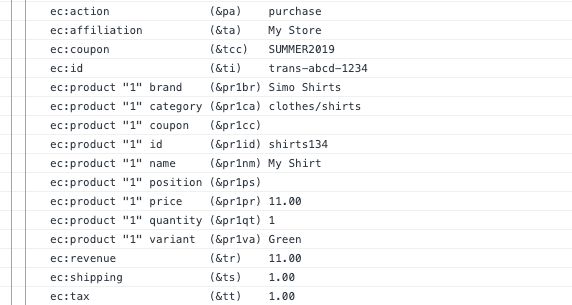 ec:action (&pa) purchase
ec:affiliation (&ta) My Store
ec:coupon (&tcc) SUMMER2019
ec:id (&ti) trans-abcd-1234
ec:product "1" brand (&pr1br) Simo Shirts
ec:product "1" category (&pr1ca) clothes/shirts
ec:product "1" coupon (&pr1cc)
ec:product "1" id (&pr1id) shirts134
ec:product "1" name (&pr1nm) My Shirt
ec:product "1" position (&pr1ps)
ec:product "1" price (&pr1pr) 11.00
ec:product "1" quantity (&pr1qt) 1
ec:product "1" variant (&pr1va) Green
ec:revenue (&tr) 11.00
ec:shipping (&ts) 1.00
ec:tax (&tt) 1.00